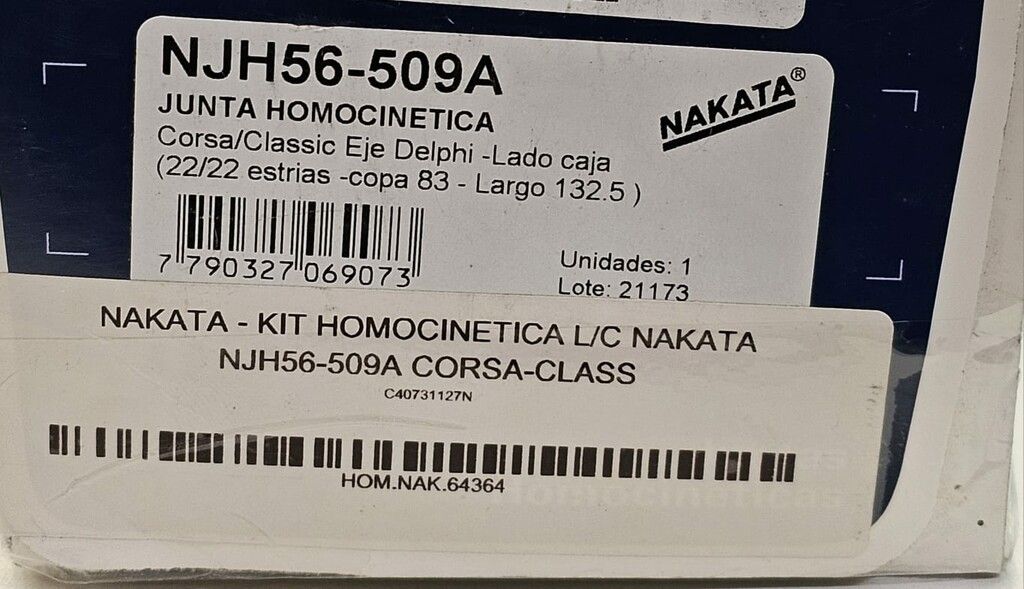 NJH56-509A
NAKATA®
JUNTA HOMOCINETICA
Corsa/Classic Eje Delphi -Lado caja
(22/22 estrias -copa 83 - Largo 132.5 )
7 790327 069073
Unidades: 1
Lote: 21173
NAKATA - KIT HOMOCINETICA L/C NAKATA
NJH56-509A CORSA-CLASS
C40731127N
HOM.NAK.64364